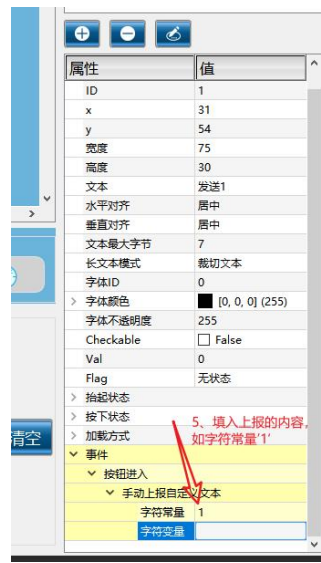 属性 值
ID 1
x 31
y 54
宽度 75
高度 30
文本 发送1
水平对齐 居中
垂直对齐 居中
文本最大字节 7
长文本模式 裁切文本
字体ID 0
字体颜色 [0, 0, 0] (255)
字体不透明度 255
Checkable False
Val 0
Flag 无状态
抬起状态
按下状态
加载方式
5、填入上报的内容，
如字符常量'1'
清空
事件
按钮进入
手动上报自定义文本
字符常量 1
字符变量